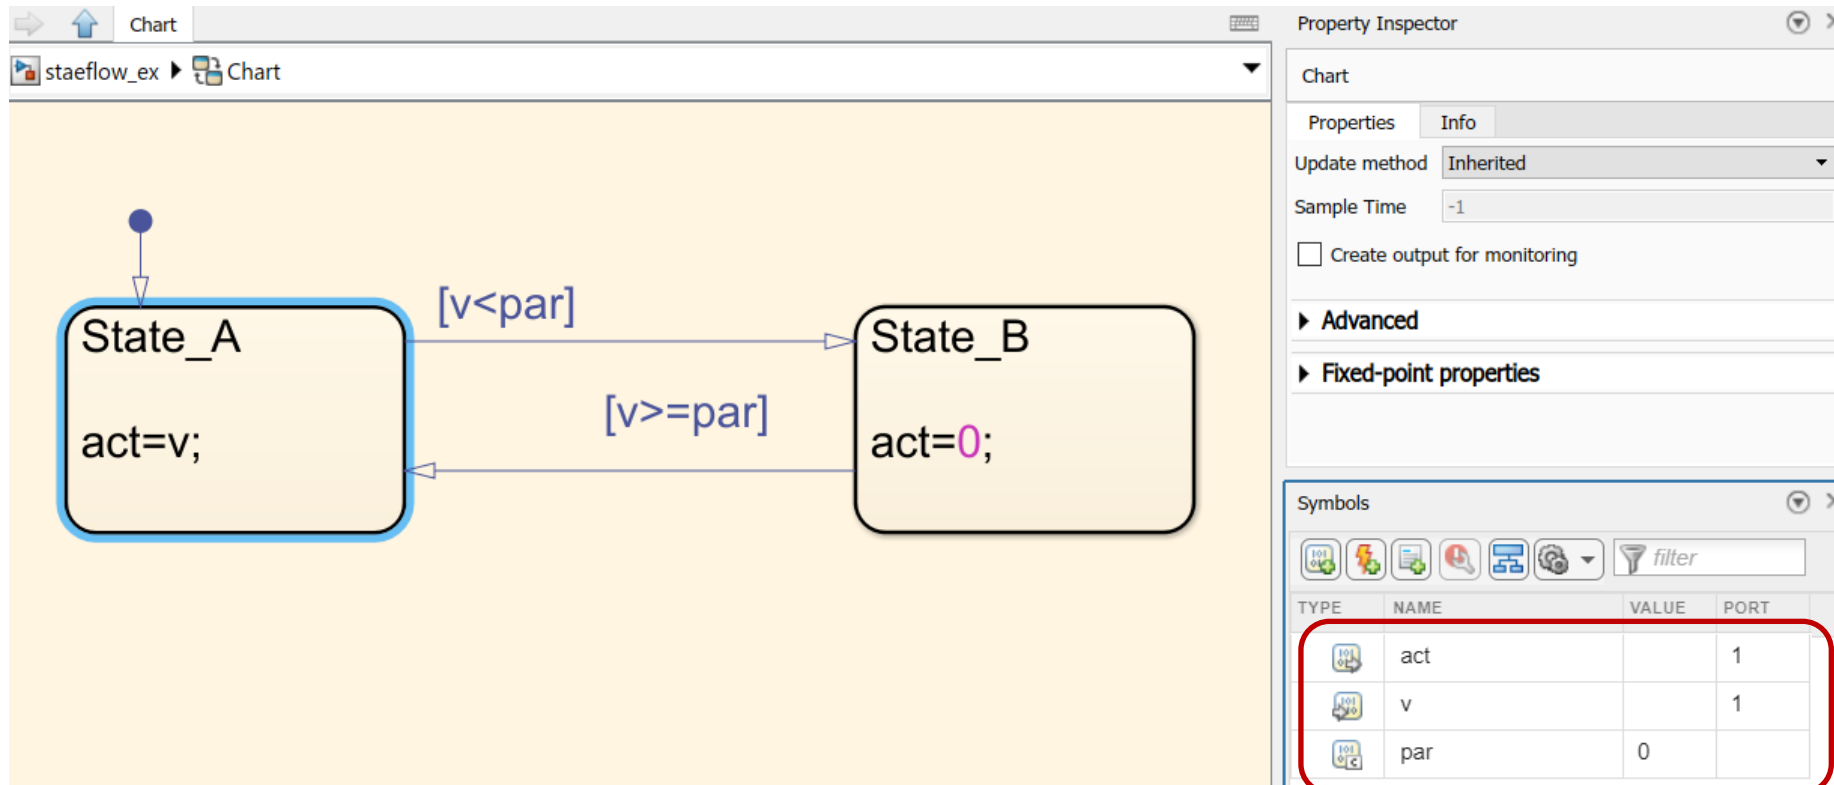 Chart
staeflow_ex Chart
[v<par]
State_A
act=v;
[v>=par]
State_B
act=0;
Property Inspector
Chart
Properties Info
Update method Inherited
Sample Time -1
Create output for monitoring
Advanced
Fixed-point properties
Symbols
filter
TYPE NAME VALUE PORT
act 1
v 1
par 0